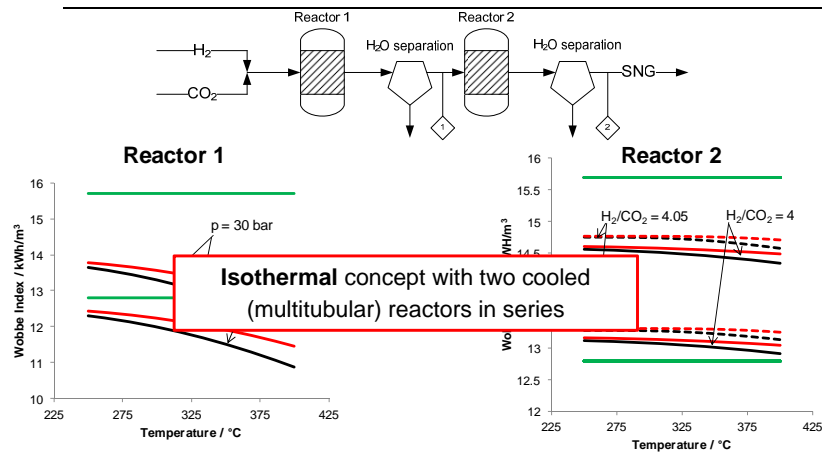 Reactor 1
Reactor 2
H₂
CO₂
H₂O separation
H₂O separation
SNG
1
2
Reactor 1
Wobbe Index / kWh/m³
16
15
14
13
12
11
10
225
275
325
375
425
Temperature / °C
p = 30 bar
Reactor 2
WH/m³
16
15.5
15
14.5
13
12.5
12
225
275
325
375
425
Temperature / °C
H₂/CO₂ = 4.05
H₂/CO₂ = 4
Isothermal concept with two cooled
(multitubular) reactors in series